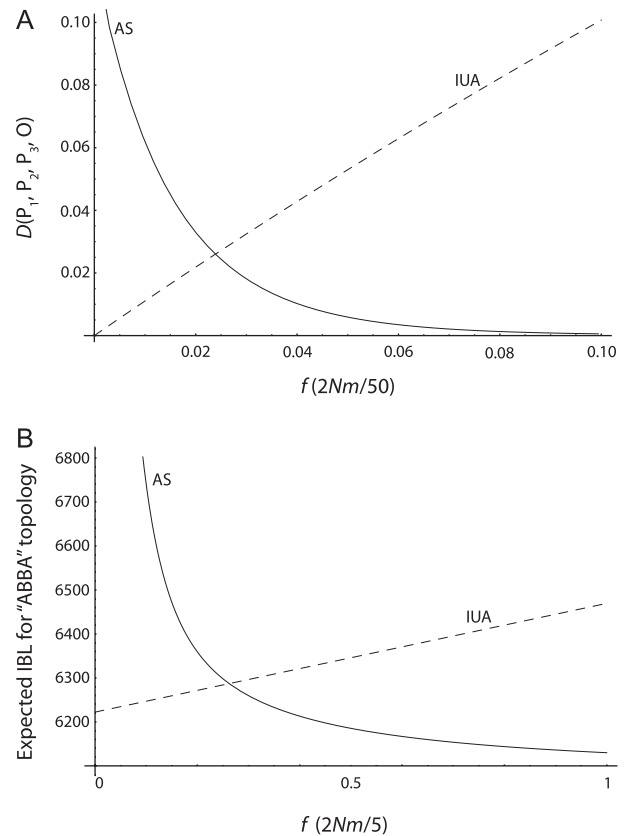 A
0.10
AS
IUA
0.08
0.06
0.04
0.02
D(P1, P2, P3, O)
0.02
0.04
0.06
0.08
0.10
f (2Nm/50)
B
6800
AS
6700
6600
6500
IUA
6400
6300
6200
Expected IBL for "ABBA" topology
0
0.5
1
f (2Nm/5)